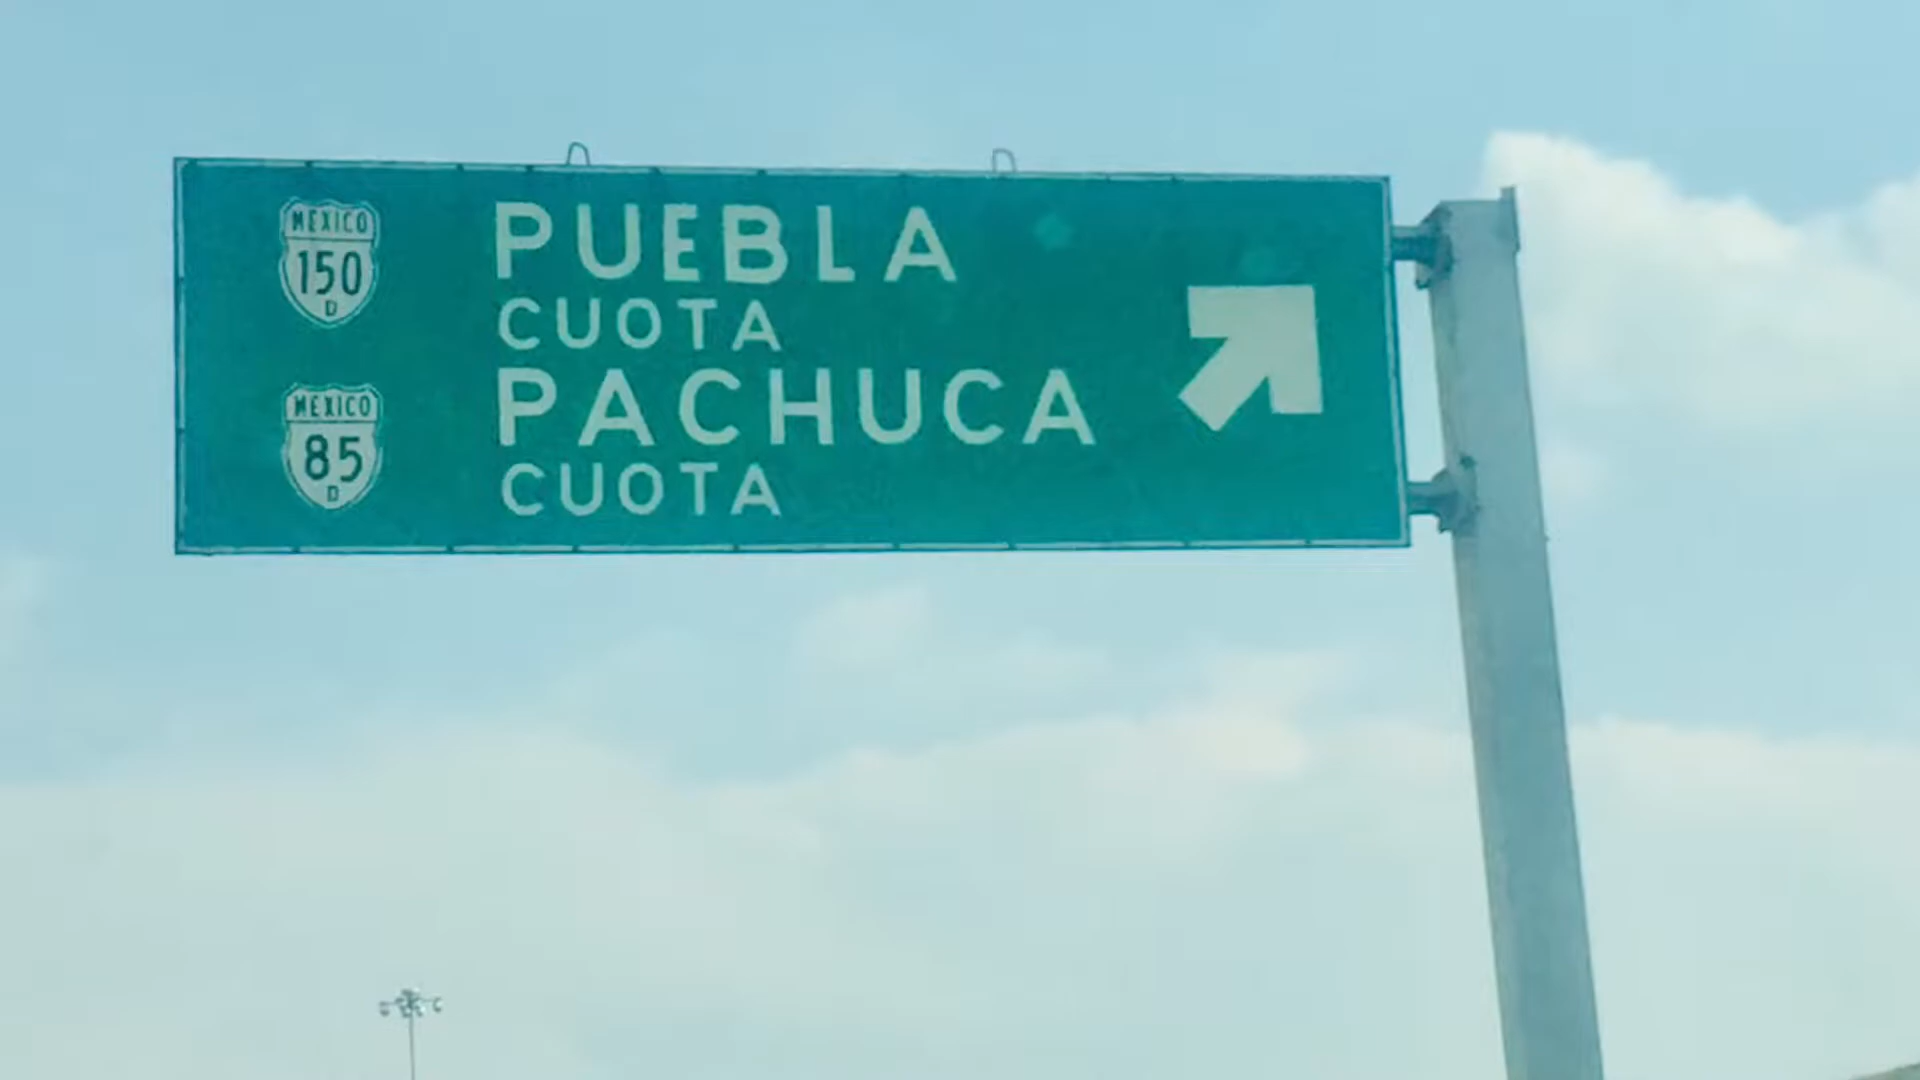 MEXICO
150
D
PUEBLA
CUOTA
MEXICO
85
D
PACHUCA
CUOTA